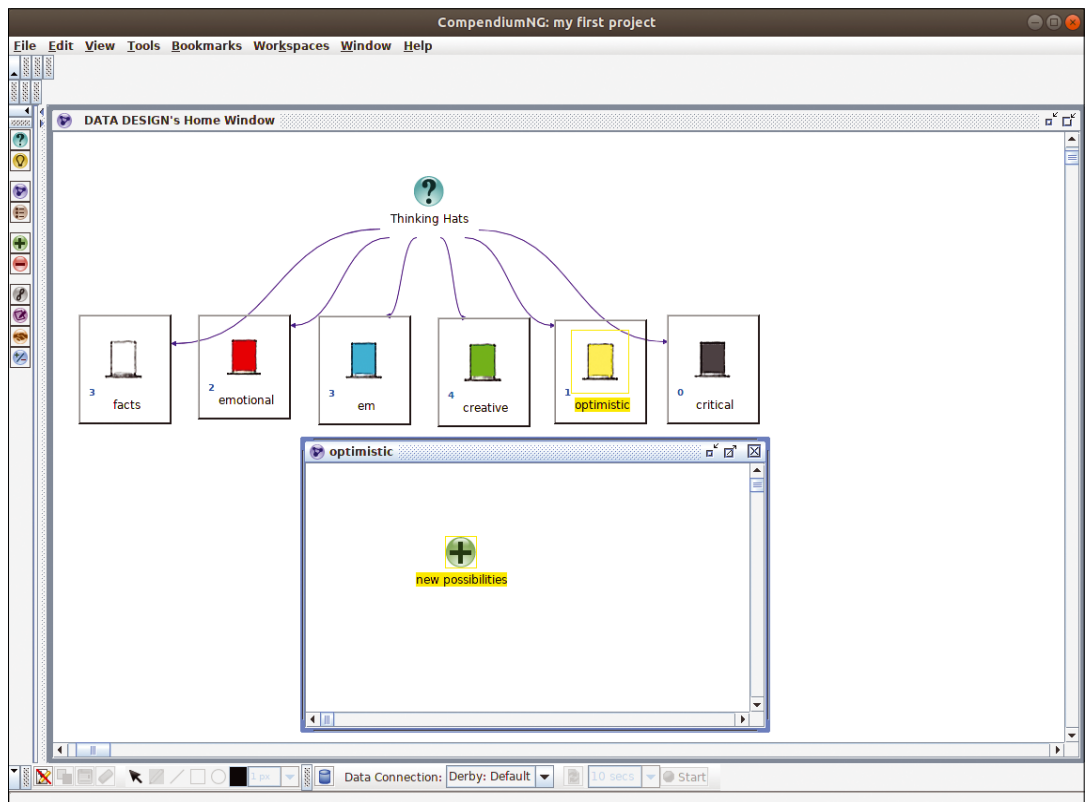 CompendiumNG: my first project
File Edit View Tools Bookmarks Workspaces Window Help
DATA DESIGN's Home Window
?
Thinking Hats
3 facts
2 emotional
3 em
4 creative
1 optimistic
0 critical
optimistic
new possibilities
1 px
Data Connection: Derby: Default
10 secs
Start